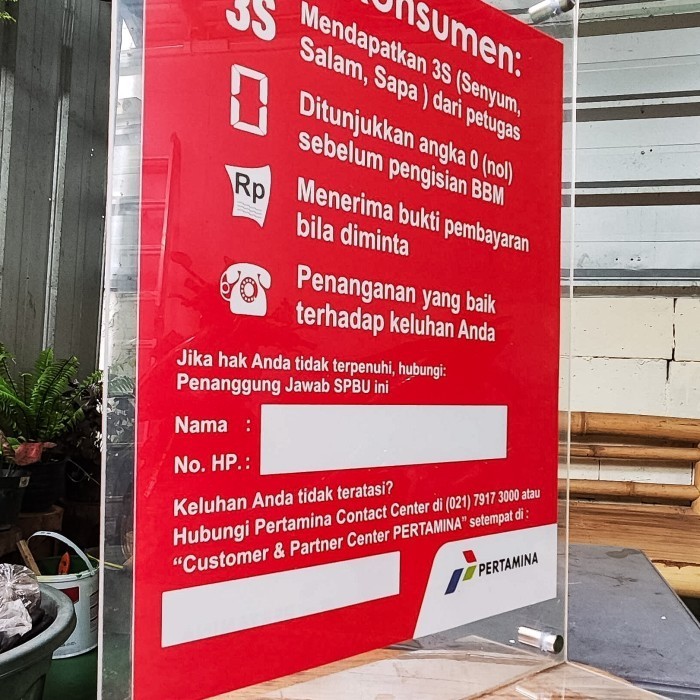 3S
Konsumen:
Mendapatkan 3S (Senyum,
Salam, Sapa ) dari petugas
0
Ditunjukkan angka 0 (nol)
sebelum pengisian BBM
Rp
Menerima bukti pembayaran
bila diminta
Penanganan yang baik
terhadap keluhan Anda
Jika hak Anda tidak terpenuhi, hubungi:
Penanggung Jawab SPBU ini
Nama :
No. HP. :
Keluhan Anda tidak teratasi?
Hubungi Pertamina Contact Center di (021) 7917 3000 atau
“Customer & Partner Center PERTAMINA” setempat di :
PERTAMINA